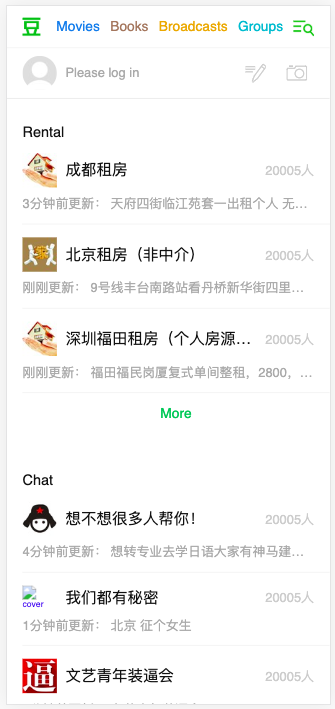 豆 Movies Books Broadcasts Groups
Please log in
Rental
成都租房 20005人
3分钟前更新： 天府四街临江苑套一出租个人 无…
北京租房（非中介） 20005人
刚刚更新： 9号线丰台南路站看丹桥新华街四里…
深圳福田租房（个人房源… 20005人
刚刚更新： 福田福民岗厦复式单间整租，2800，…
More
Chat
想不想很多人帮你！ 20005人
4分钟前更新： 想转专业去学日语大家有神马建…
cover 我们都有秘密 20005人
1分钟前更新： 北京 征个女生
逼 文艺青年装逼会 20005人